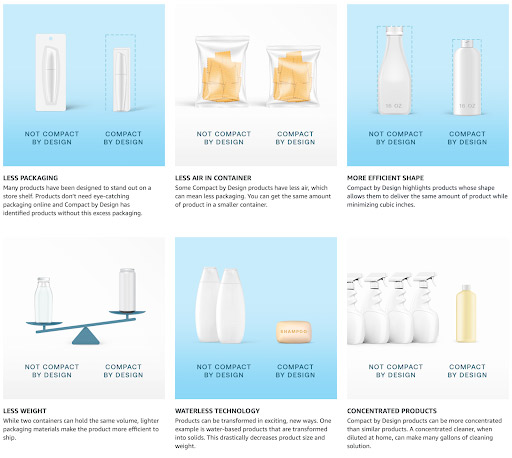 NOT COMPACT BY DESIGN
COMPACT BY DESIGN
LESS PACKAGING
Many products have been designed to stand out on a
store shelf. Products don't need eye-catching
packaging online and Compact by Design has
identified products without this excess packaging.
NOT COMPACT BY DESIGN
COMPACT BY DESIGN
LESS AIR IN CONTAINER
Some Compact by Design products have less air, which
can mean less packaging. You can get the same amount
of product in a smaller container.
16 OZ
16 OZ
NOT COMPACT BY DESIGN
COMPACT BY DESIGN
MORE EFFICIENT SHAPE
Compact by Design highlights products whose shape
allows them to deliver the same amount of product while
minimizing cubic inches.
NOT COMPACT BY DESIGN
COMPACT BY DESIGN
LESS WEIGHT
While two containers can hold the same volume, lighter
packaging materials make the product more efficient to
ship.
SHAMPOO
NOT COMPACT BY DESIGN
COMPACT BY DESIGN
WATERLESS TECHNOLOGY
Products can be transformed in exciting, new ways. One
example is water-based products that are transformed
into solids. This drastically decreases product size and
weight.
NOT COMPACT BY DESIGN
COMPACT BY DESIGN
CONCENTRATED PRODUCTS
Compact by Design products can be more concentrated
than similar products. A concentrated cleaner, when
diluted at home, can make many gallons of cleaning
solution.